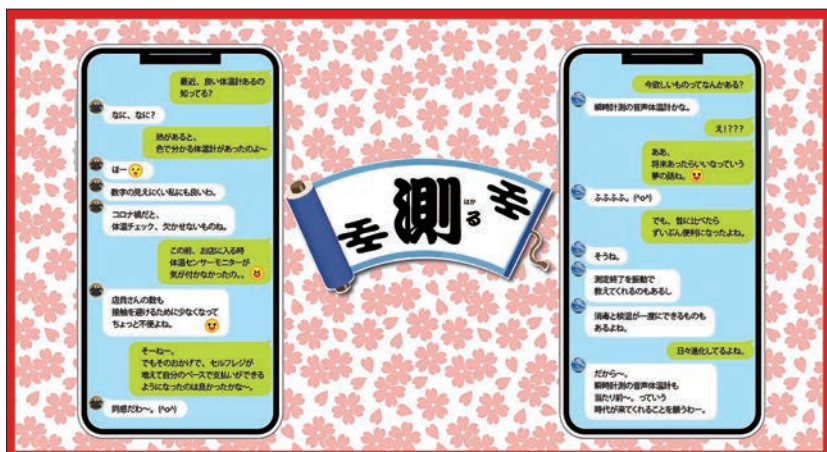 最近、良い体温計あるの
知ってる？
なに、なに？
熱があると、
色で分かる体温計があったのよ～
ほー
数字の見えにくい私にも良いわ。
コロナ禍だと、
体温チェック、欠かせないものね。
この前、お店に入る時
体温センサーモニターが
気が付かなかったの。。
店員さんの数も
接触を避けるために少なくなって
ちょっと不便よね。
そーねー。
でもそのおかげで、セルフレジが
増えて自分のペースで支払いができる
ようになったのは良かったかな～。
同感だわ～。(^o^)
測る
はか
今欲しいものってなんかある？
瞬時計測の音声体温計かな。
え！？？？
ああ、
将来あったらいいなっていう
夢の話ね。
ふふふふ。(^o^)
でも、昔に比べたら
ずいぶん便利になったよね。
そうね。
測定終了を振動で
教えてくれるのもあるし
消毒と検温が一度にできるものも
あるよね。
日々進化してるよね。
だから～。
瞬時計測の音声体温計も
当たり前～。っていう
時代が来てくれることを願うわー。